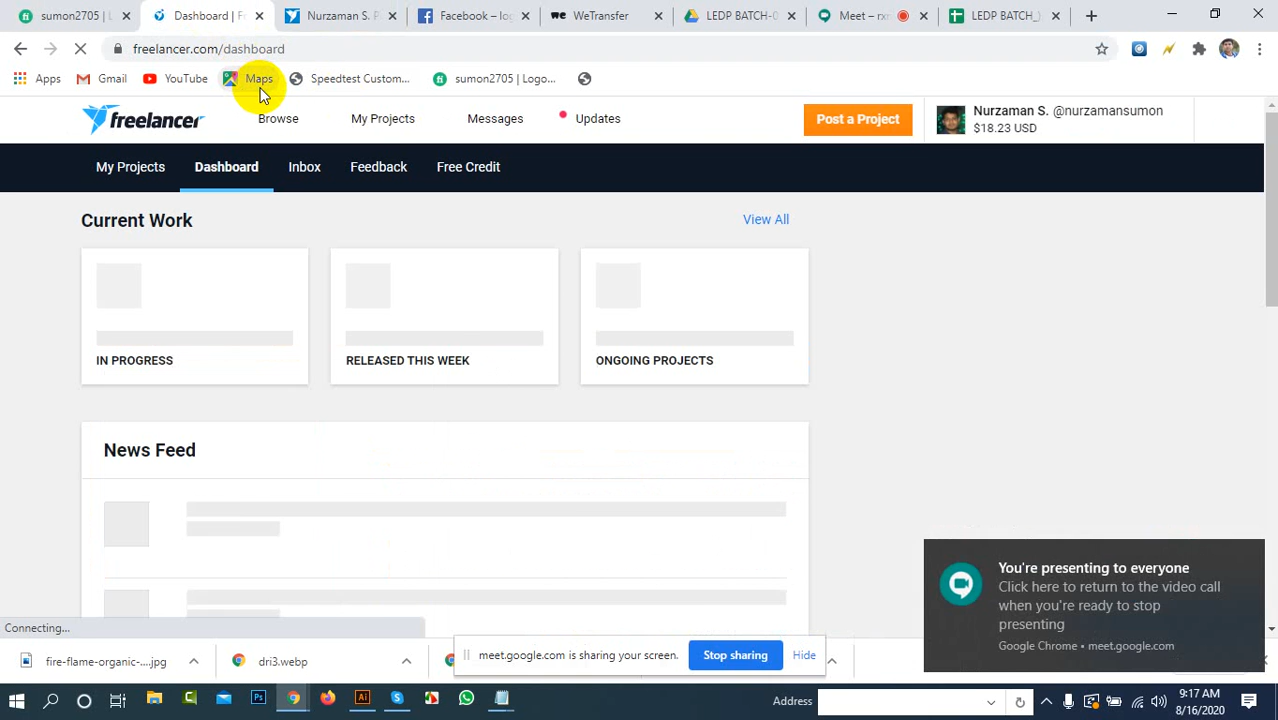 sumon2705 |
Dashboard | F
Nurzaman S. P
Facebook – lo
WeTransfer
LEDP BATCH-0
Meet – rxr
LEDP BATCH_
freelancer.com/dashboard
Apps
Gmail
YouTube
Maps
Speedtest Custom...
sumon2705 | Logo...
freelancer
Browse
My Projects
Messages
Updates
Post a Project
Nurzaman S. @nurzamansumon
$18.23 USD
My Projects
Dashboard
Inbox
Feedback
Free Credit
Current Work
View All
IN PROGRESS
RELEASED THIS WEEK
ONGOING PROJECTS
News Feed
You're presenting to everyone
Click here to return to the video call
when you're ready to stop
presenting
Google Chrome • meet.google.com
Connecting...
fire-flame-organic-....jpg
dri3.webp
meet.google.com is sharing your screen.
Stop sharing
Hide
Address
9:17 AM
8/16/2020